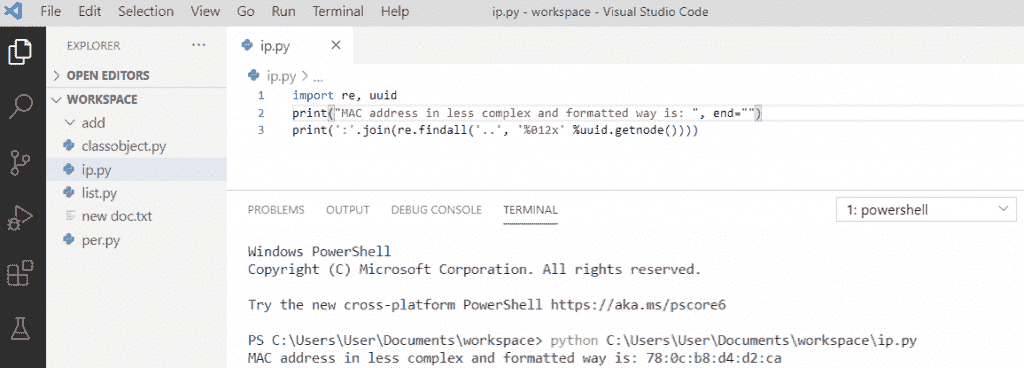 File Edit Selection View Go Run Terminal Help ip.py - workspace - Visual Studio Code
EXPLORER ...
OPEN EDITORS
WORKSPACE
add
classobject.py
ip.py
list.py
new doc.txt
per.py
ip.py
ip.py > ...
1 import re, uuid
2 print("MAC address in less complex and formatted way is: ", end="")
3 print(':'.join(re.findall('..', '%012x' %uuid.getnode())))
PROBLEMS OUTPUT DEBUG CONSOLE TERMINAL 1: powershell
Windows PowerShell
Copyright (C) Microsoft Corporation. All rights reserved.
Try the new cross-platform PowerShell https://aka.ms/pscore6
PS C:\Users\User\Documents\workspace> python C:\Users\User\Documents\workspace\ip.py
MAC address in less complex and formatted way is: 78:0c:b8:d4:d2:ca